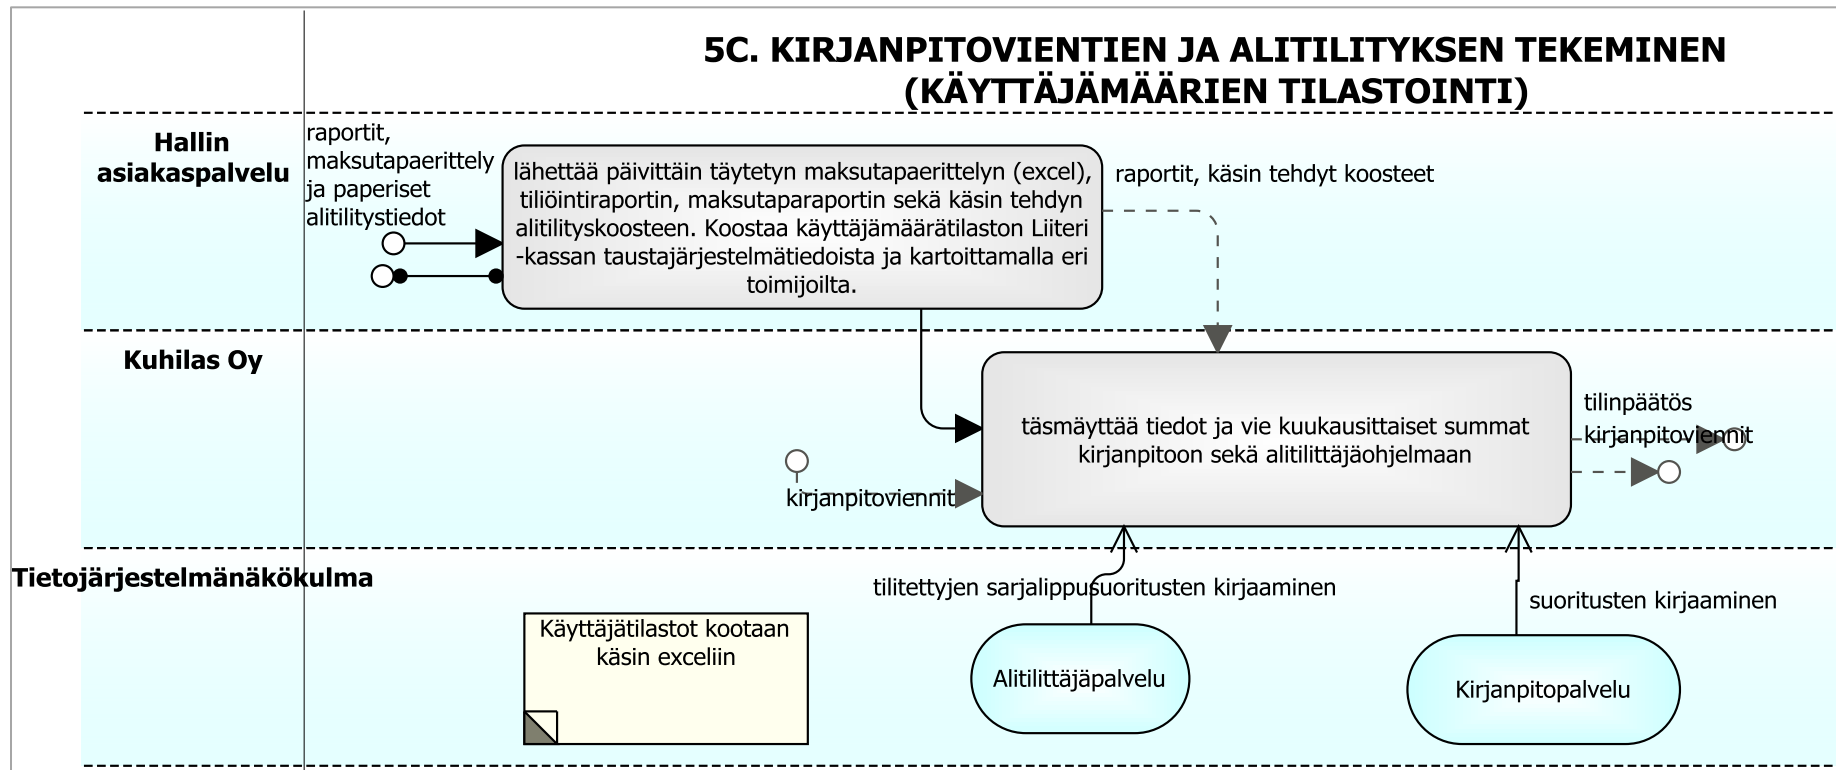 5C. KIRJANPITOVIENTIEN JA ALITILITYKSEN TEKEMINEN
(KÄYTTÄJÄMÄÄRIEN TILASTOINTI)
Hallin
asiakaspalvelu
raportit,
maksutapaerittely
ja paperiset
alitilitystiedot
lähettää päivittäin täytetyn maksutapaerittelyn (excel),
tiliöintiraportin, maksutaparaportin sekä käsin tehdyn
alitilityskoosteen. Koostaa käyttäjämäärätilaston Liiteri
-kassan taustajärjestelmätiedoista ja kartoittamalla eri
toimijoilta.
raportit, käsin tehdyt koosteet
Kuhilas Oy
täsmäyttää tiedot ja vie kuukausittaiset summat
kirjanpitoon sekä alitilittäjäohjelmaan
tilinpäätös
kirjanpitoviennit
kirjanpitoviennit
Tietojärjestelmänäkökulma
tilitettyjen sarjalippusuoritusten kirjaaminen
suoritusten kirjaaminen
Käyttäjätilastot kootaan
käsin exceliin
Alitilittäjäpalvelu
Kirjanpitopalvelu